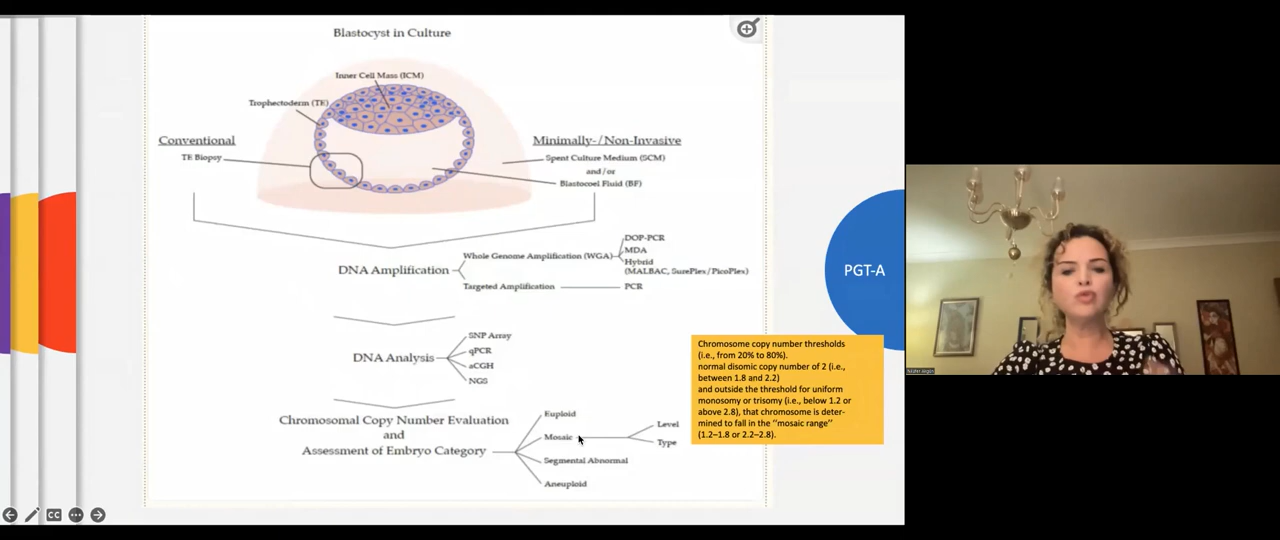 Blastocyst in Culture
Inner Cell Mass (ICM)
Trophectoderm (TE)
Conventional
TE Biopsy
Minimally-/Non-Invasive
Spent Culture Medium (SCM)
and/or
Blastocoel Fluid (BF)
DNA Amplification
Whole Genome Amplification (WGA)
DOP-PCR
MDA
Hybrid
(MALBAC, SurePlex/PicoPlex)
Targeted Amplification
PCR
DNA Analysis
SNP Array
qPCR
aCGH
NGS
Chromosomal Copy Number Evaluation
and
Assessment of Embryo Category
Euploid
Mosaic
Level
Type
Segmental Abnormal
Aneuploid
PGT-A
Chromosome copy number thresholds
(i.e., from 20% to 80%).
normal disomic copy number of 2 (i.e.,
between 1.8 and 2.2)
and outside the threshold for uniform
monosomy or trisomy (i.e., below 1.2 or
above 2.8), that chromosome is deter-
mined to fall in the ‘‘mosaic range’’
(1.2–1.8 or 2.2–2.8).
CC